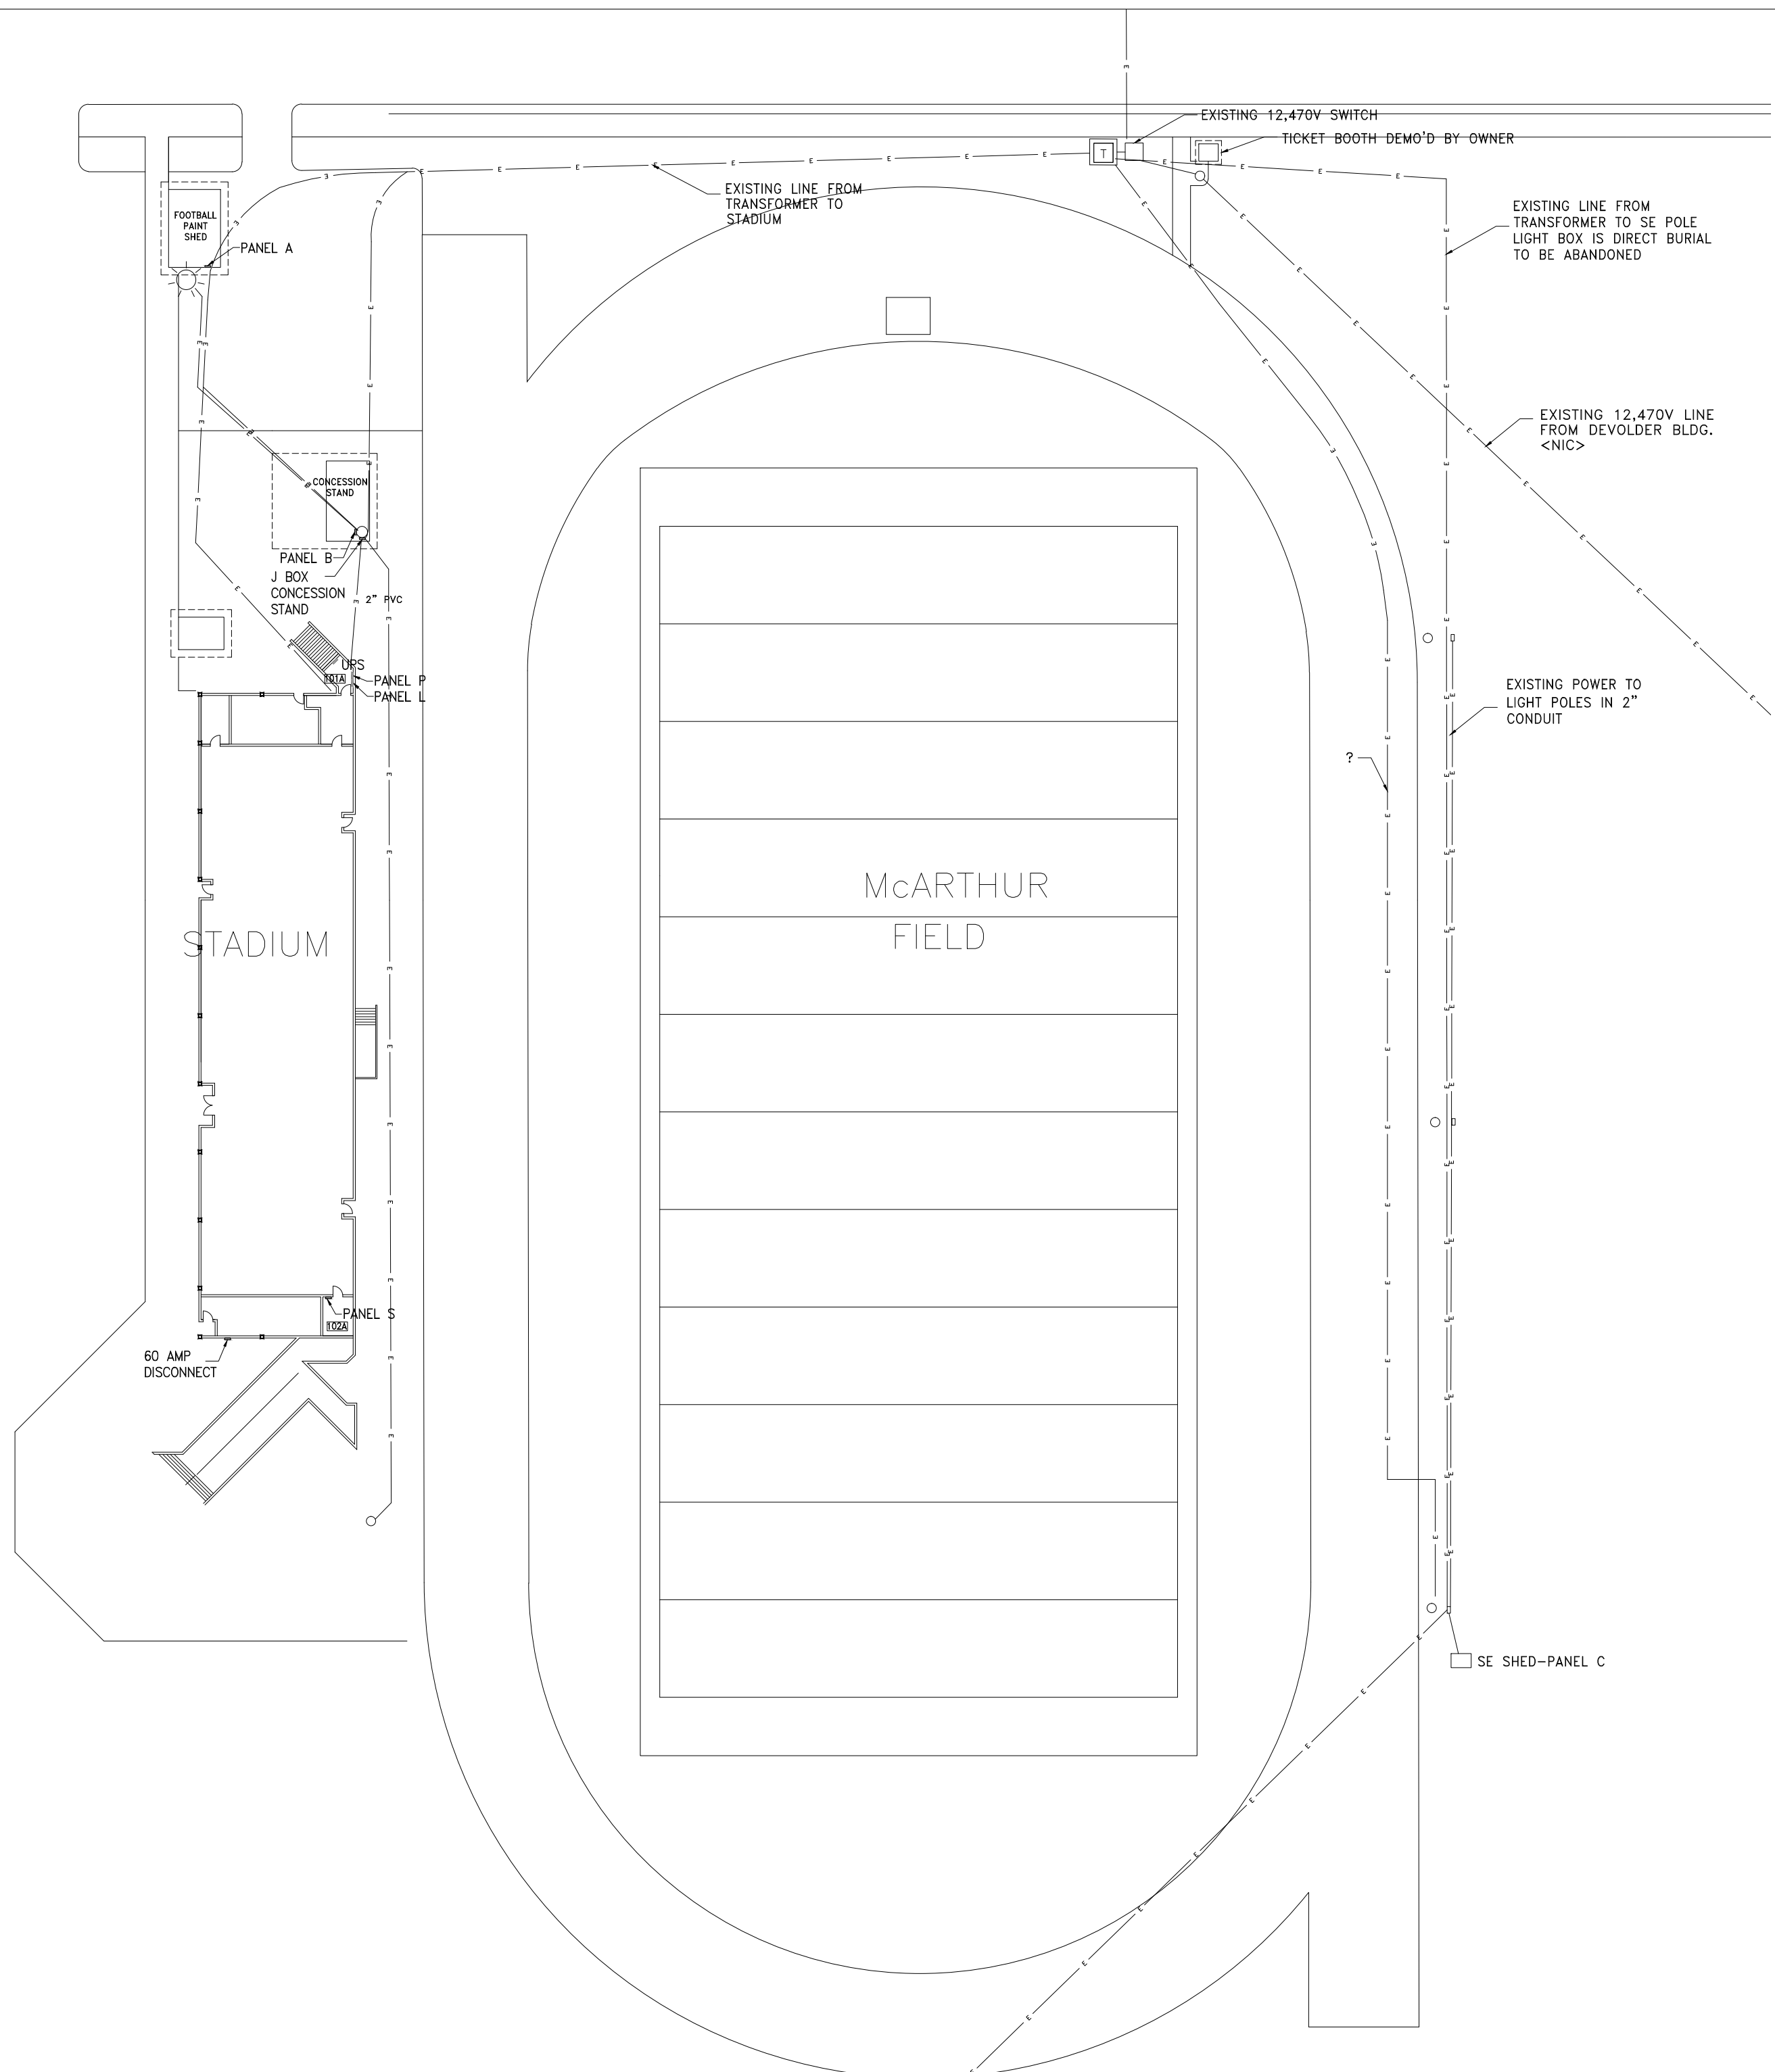 EXISTING 12,470V SWITCH
TICKET BOOTH DEMO'D BY OWNER
T
EXISTING LINE FROM
TRANSFORMER TO
STADIUM
EXISTING LINE FROM
TRANSFORMER TO SE POLE
LIGHT BOX IS DIRECT BURIAL
TO BE ABANDONED
FOOTBALL
PAINT
SHED
PANEL A
EXISTING 12,470V LINE
FROM DEVOLDER BLDG.
<NIC>
CONCESSION
STAND
PANEL B
J BOX
CONCESSION
STAND
2" PVC
UPS
101A
PANEL P
PANEL L
EXISTING POWER TO
LIGHT POLES IN 2"
CONDUIT
?
McARTHUR
FIELD
STADIUM
PANEL S
102A
60 AMP
DISCONNECT
SE SHED-PANEL C